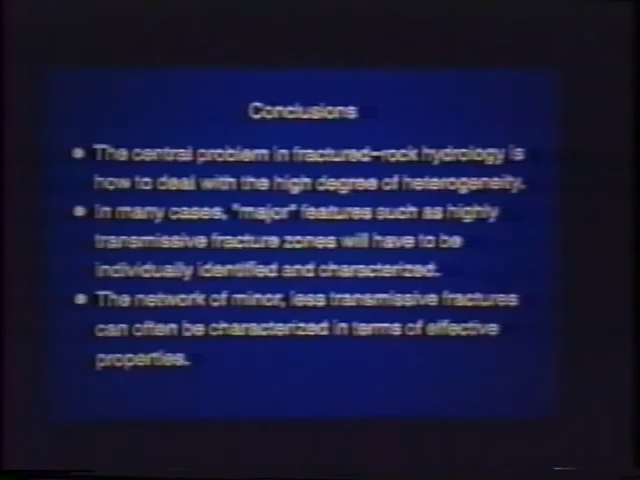 Conclusions
• The central problem in fractured-rock hydrology is
how to deal with the high degree of heterogeneity.
• In many cases, "major" features such as highly
transmissive fracture zones will have to be
individually identified and characterized.
• The network of minor, less transmissive fractures
can often be characterized in terms of effective
properties.